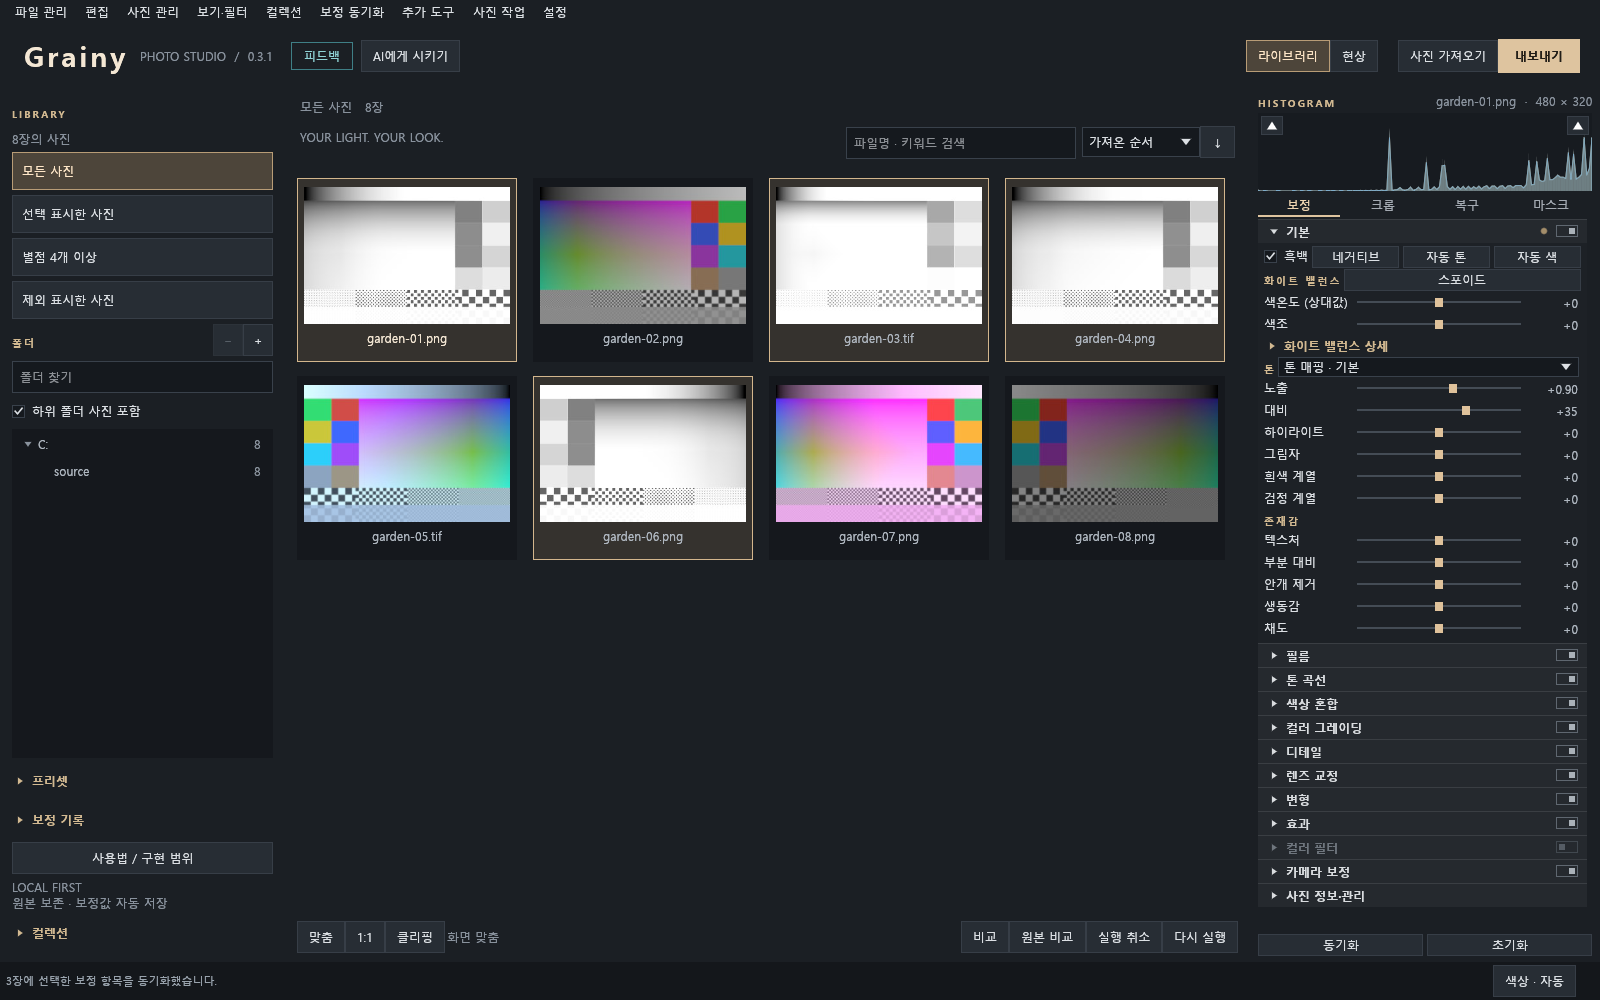 파일 관리 편집 사진 관리 보기·필터 컬렉션 보정 동기화 추가 도구 사진 작업 설정
Grainy PHOTO STUDIO / 0.3.1 피드백 AI에게 시키기 라이브러리 현상 사진 가져오기 내보내기
LIBRARY
8장의 사진
모든 사진
선택 표시한 사진
별점 4개 이상
제외 표시한 사진
폴더 − +
폴더 찾기
하위 폴더 사진 포함
C: 8
source 8
프리셋
보정 기록
사용법 / 구현 범위
LOCAL FIRST
원본 보존 · 보정값 자동 저장
컬렉션
모든 사진 8장
YOUR LIGHT. YOUR LOOK.
파일명 · 키워드 검색 가져온 순서 ↓
garden-01.png garden-02.png garden-03.tif garden-04.png
garden-05.tif garden-06.png garden-07.png garden-08.png
맞춤 1:1 클리핑 화면 맞춤 비교 원본 비교 실행 취소 다시 실행
HISTOGRAM garden-01.png · 480 × 320
보정 크롭 복구 마스크
기본
흑백 네거티브 자동 톤 자동 색
화이트 밸런스 스포이드
색온도 (상대값) +0
색조 +0
화이트 밸런스 상세
톤 톤 매핑 · 기본
노출 +0.90
대비 +35
하이라이트 +0
그림자 +0
흰색 계열 +0
검정 계열 +0
존재감
텍스처 +0
부분 대비 +0
안개 제거 +0
생동감 +0
채도 +0
필름
톤 곡선
색상 혼합
컬러 그레이딩
디테일
렌즈 교정
변형
효과
컬러 필터
카메라 보정
사진 정보·관리
동기화 초기화
3장에 선택한 보정 항목을 동기화했습니다. 색상 · 자동